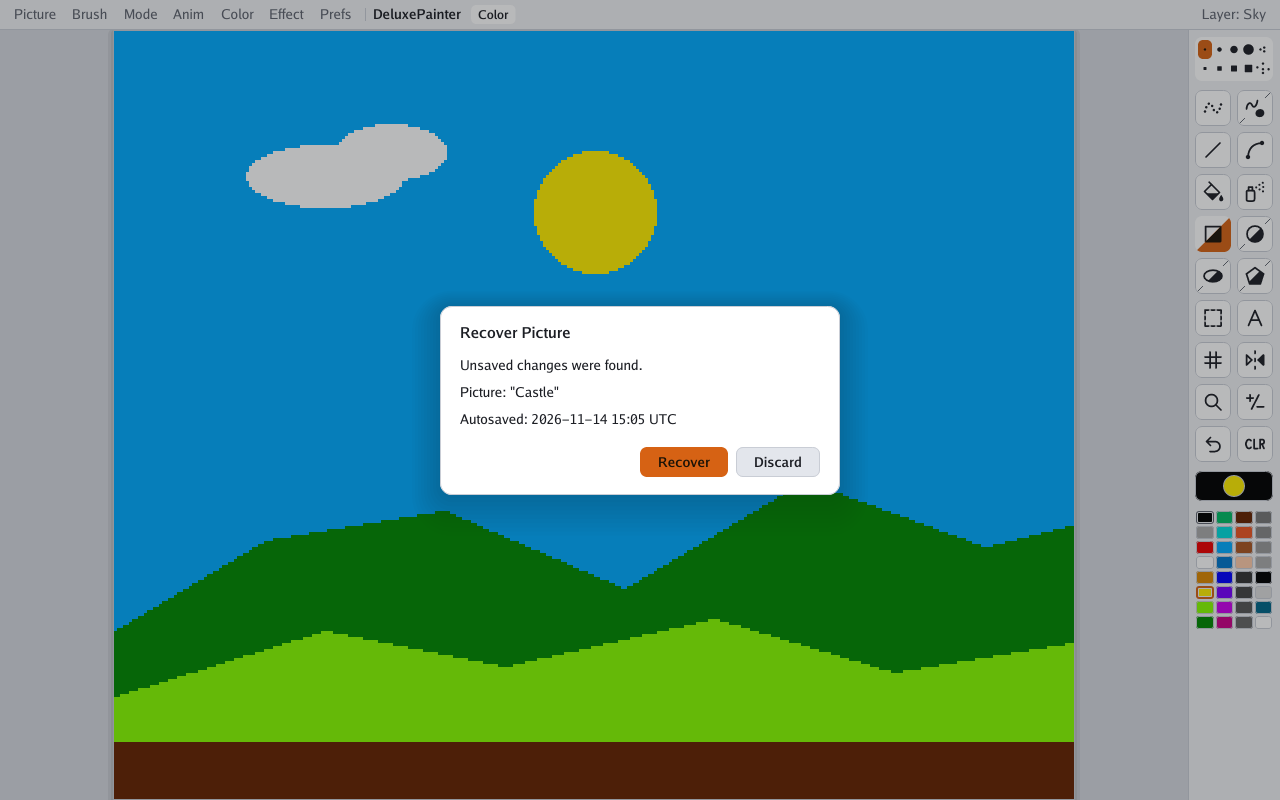 Picture Brush Mode Anim Color Effect Prefs DeluxePainter Color Layer: Sky
Recover Picture
Unsaved changes were found.
Picture: "Castle"
Autosaved: 2026-11-14 15:05 UTC
Recover Discard
CLR